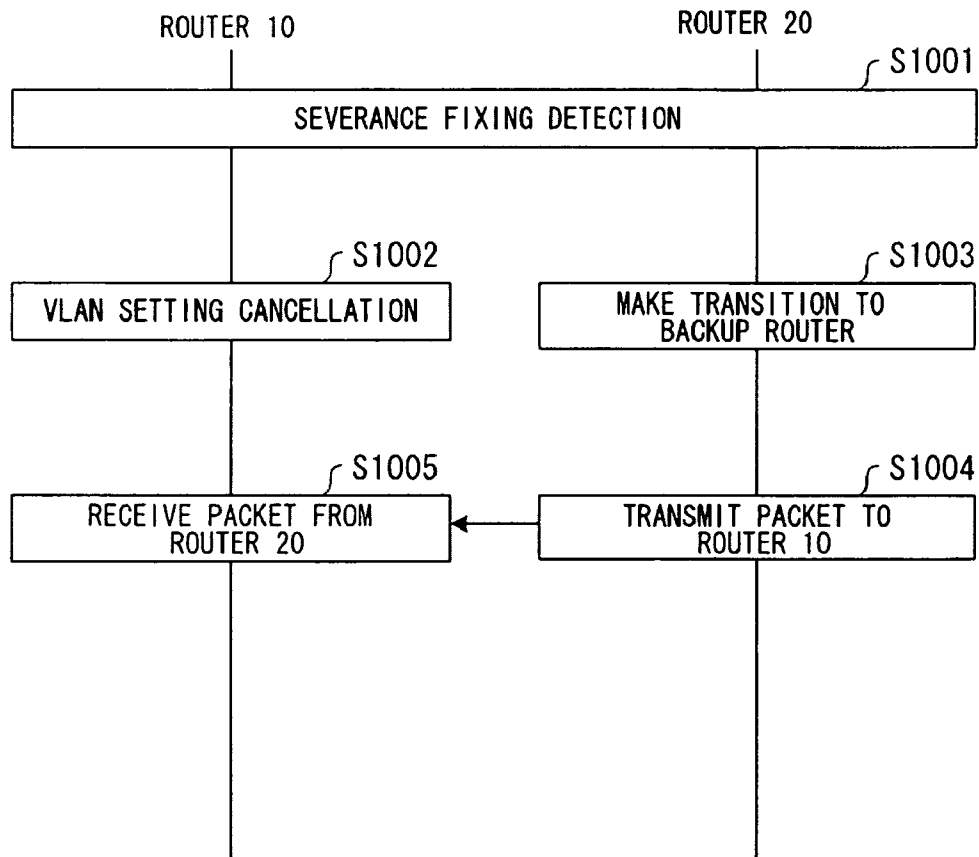 ROUTER 10
ROUTER 20
S1001
SEVERANCE FIXING DETECTION
S1002
VLAN SETTING CANCELLATION
S1003
MAKE TRANSITION TO
BACKUP ROUTER
S1005
RECEIVE PACKET FROM
ROUTER 20
S1004
TRANSMIT PACKET TO
ROUTER 10